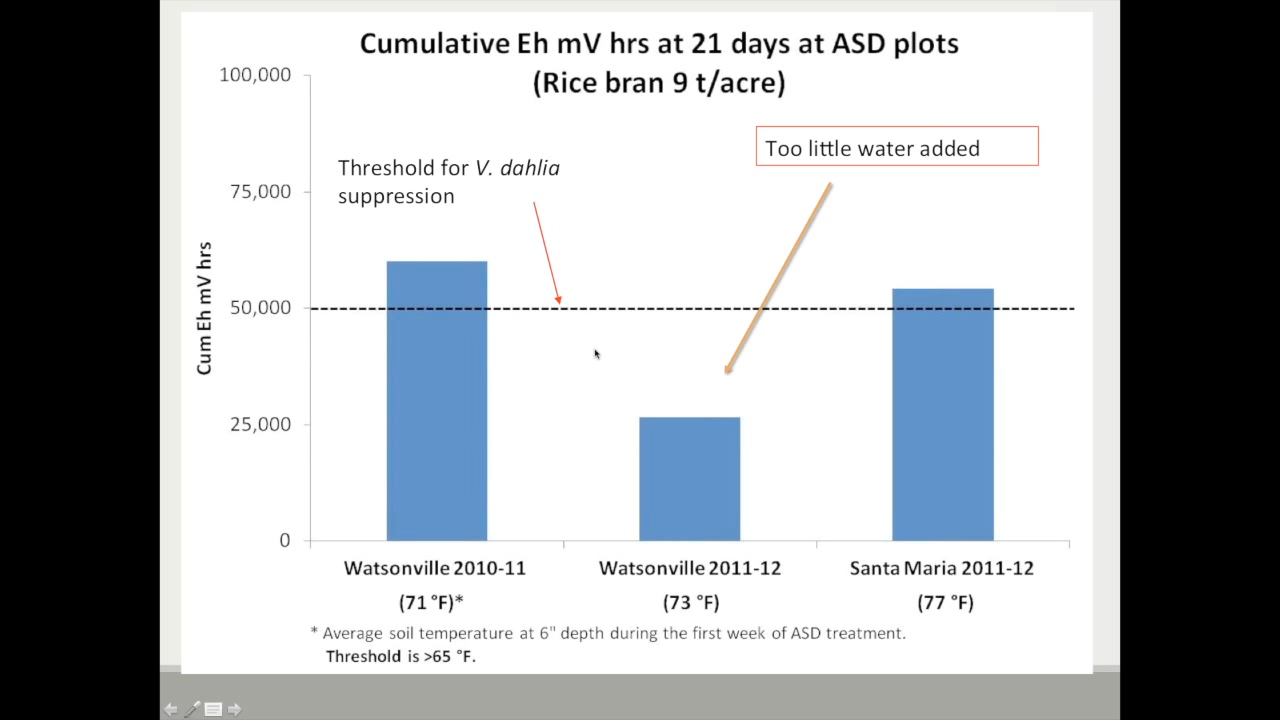 Cumulative Eh mV hrs at 21 days at ASD plots
(Rice bran 9 t/acre)
100,000
75,000
50,000
25,000
0
Cum Eh mV hrs
Threshold for V. dahlia
suppression
Too little water added
Watsonville 2010-11
(71 °F)*
Watsonville 2011-12
(73 °F)
Santa Maria 2011-12
(77 °F)
* Average soil temperature at 6" depth during the first week of ASD treatment.
Threshold is >65 °F.